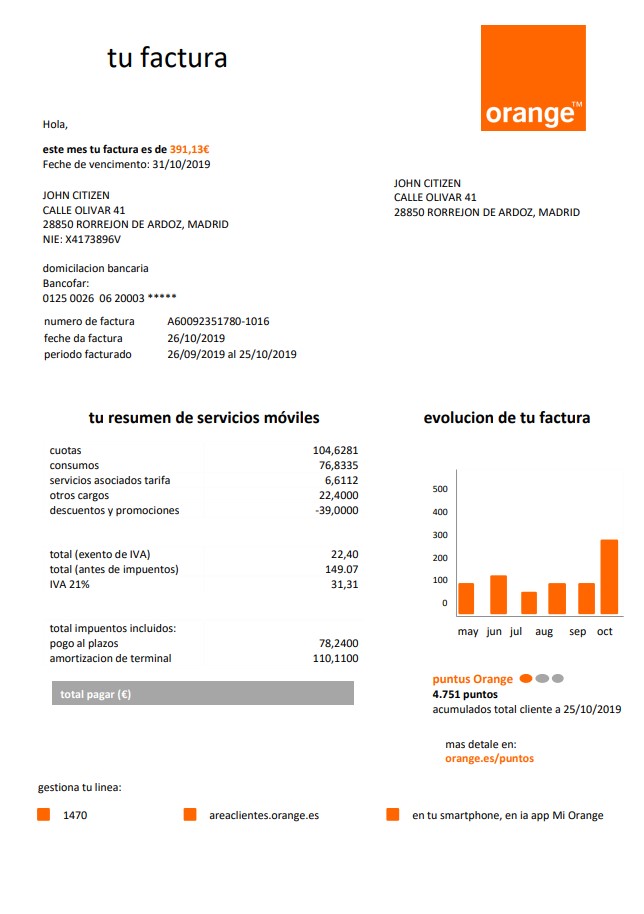 tu factura
orange™
Hola,
este mes tu factura es de 391,13€
Feche de vencimento: 31/10/2019
JOHN CITIZEN
CALLE OLIVAR 41
28850 RORREJON DE ARDOZ, MADRID
NIE: X4173896V
JOHN CITIZEN
CALLE OLIVAR 41
28850 RORREJON DE ARDOZ, MADRID
domicilacion bancaria
Bancofar:
0125 0026 06 20003 *****
numero de factura A60092351780-1016
feche da factura 26/10/2019
periodo facturado 26/09/2019 al 25/10/2019
tu resumen de servicios móviles
cuotas 104,6281
consumos 76,8335
servicios asociados tarifa 6,6112
otros cargos 22,4000
descuentos y promociones -39,0000
total (exento de IVA) 22,40
total (antes de impuentos) 149.07
IVA 21% 31,31
total impuentos incluidos:
pogo al plazos 78,2400
amortizacion de terminal 110,1100
total pagar (€)
evolucion de tu factura
500
400
300
200
100
0
may jun jul aug sep oct
puntus Orange
4.751 puntos
acumulados total cliente a 25/10/2019
mas detale en:
orange.es/puntos
gestiona tu linea:
1470 areaclientes.orange.es en tu smartphone, en ia app Mi Orange